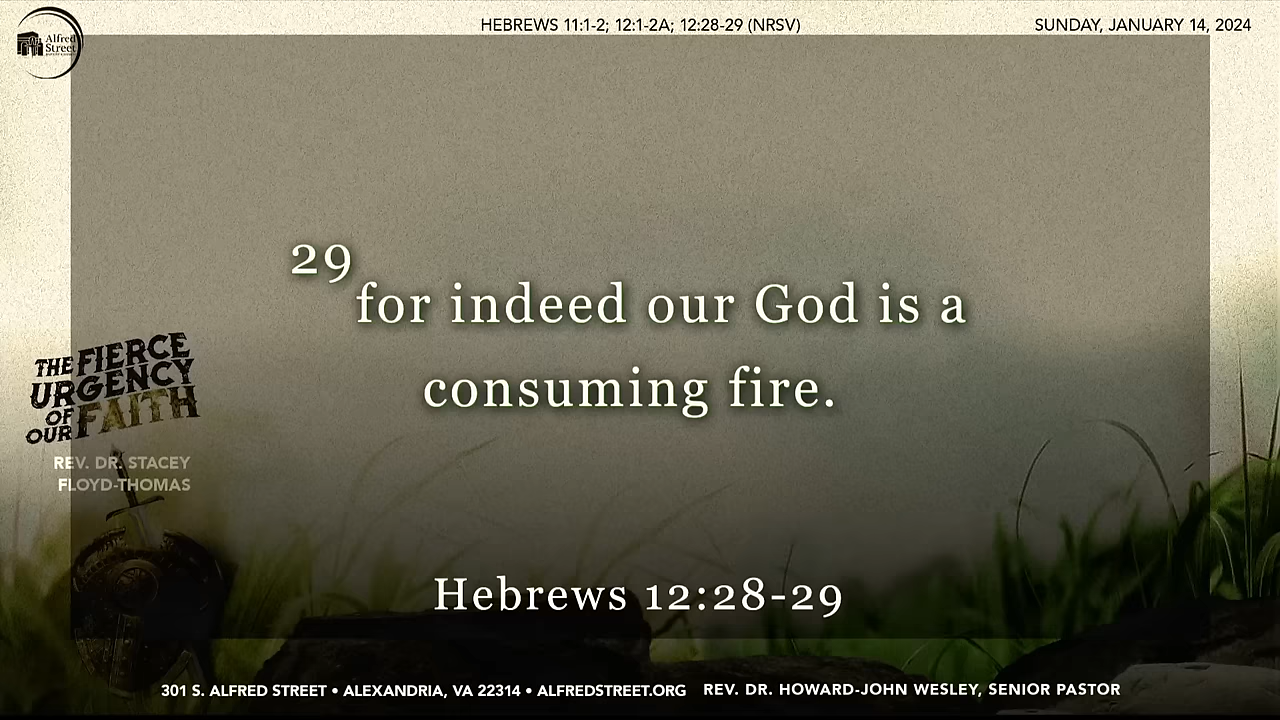 Alfred
Street
HEBREWS 11:1-2; 12:1-2A; 12:28-29 (NRSV)
SUNDAY, JANUARY 14, 2024
29
for indeed our God is a
consuming fire.
THE FIERCE
URGENCY
OF
OUR FAITH
REV. DR. STACEY
FLOYD-THOMAS
Hebrews 12:28-29
301 S. ALFRED STREET • ALEXANDRIA, VA 22314 • ALFREDSTREET.ORG
REV. DR. HOWARD-JOHN WESLEY, SENIOR PASTOR